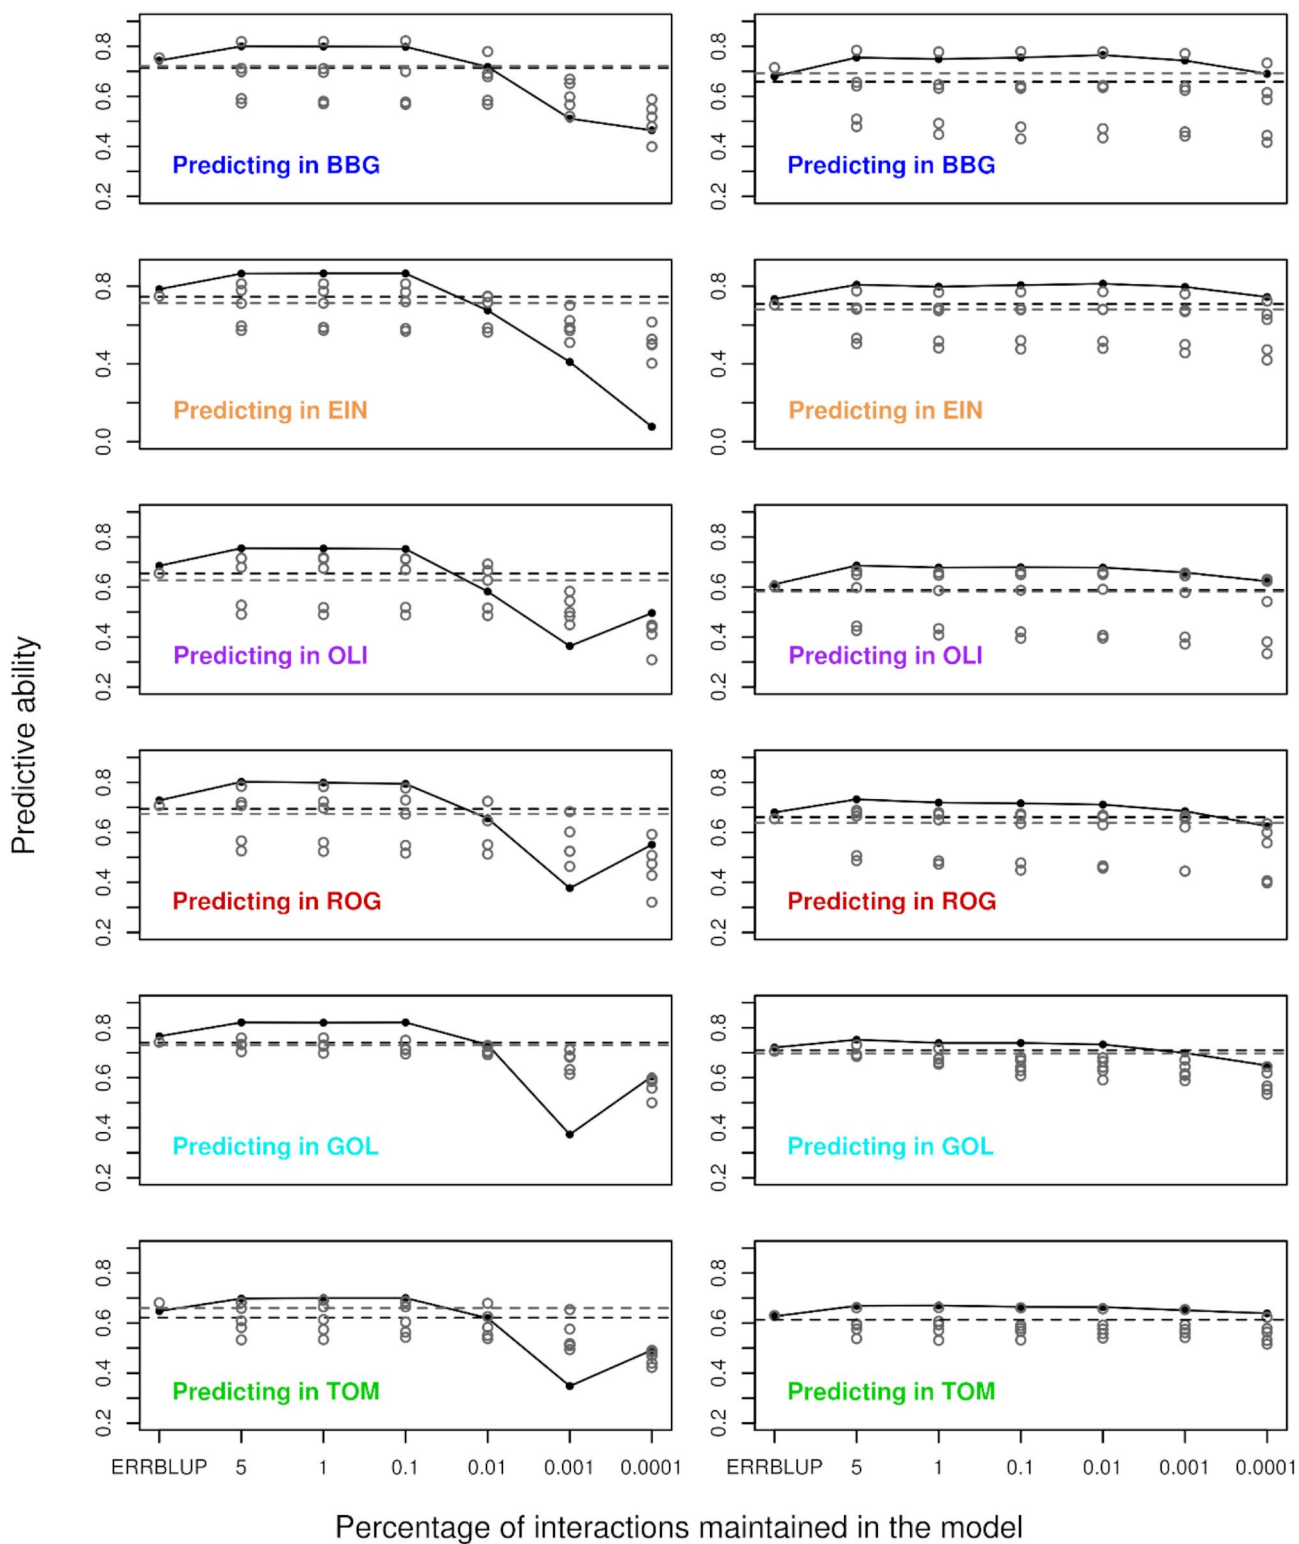 0.2 0.4 0.6 0.8
Predicting in BBG
0.2 0.4 0.6 0.8
Predicting in BBG
0.0 0.4 0.8
Predicting in EIN
0.0 0.4 0.8
Predicting in EIN
0.2 0.4 0.6 0.8
Predicting in OLI
0.2 0.4 0.6 0.8
Predicting in OLI
Predictive ability
0.2 0.4 0.6 0.8
Predicting in ROG
0.2 0.4 0.6 0.8
Predicting in ROG
0.2 0.4 0.6 0.8
Predicting in GOL
0.2 0.4 0.6 0.8
Predicting in GOL
0.2 0.4 0.6 0.8
Predicting in TOM
0.2 0.4 0.6 0.8
Predicting in TOM
ERRBLUP 5 1 0.1 0.01 0.001 0.0001
ERRBLUP 5 1 0.1 0.01 0.001 0.0001
Percentage of interactions maintained in the model